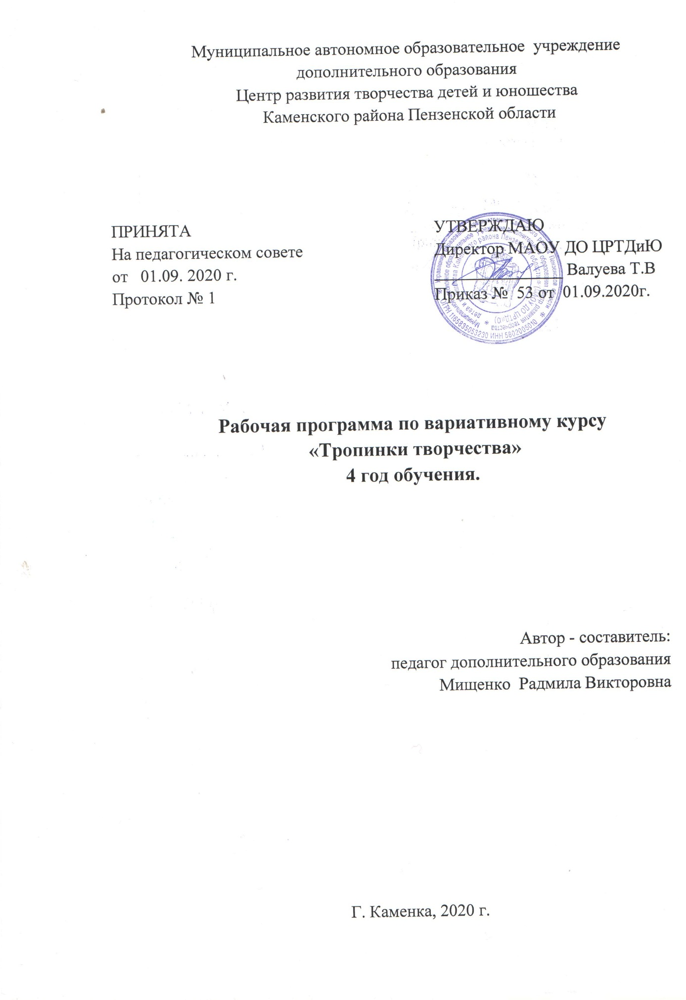 Муниципальное автономное образовательное  учреждение
дополнительного образования
Центр развития творчества детей и юношества
Каменского района Пензенской области
ПРИНЯТА
На педагогическом совете
от   01.09. 2020 г.
Протокол № 1
УТВЕРЖДАЮ
Директор МАОУ ДО ЦРТДиЮ
Валуева Т.В
Приказ №  53 от  01.09.2020г.
ОГРН 1165835053230 ИНН 5802005010
Рабочая программа по вариативному курсу
«Тропинки творчества»
4 год обучения.
Автор - составитель:
педагог дополнительного образования
Мищенко  Радмила Викторовна
Г. Каменка, 2020 г.